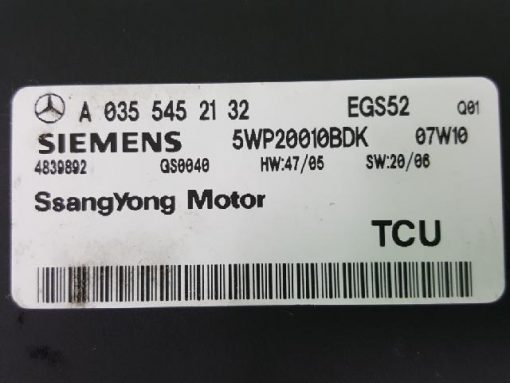 A 035 545 21 32 EGS52 Q01
SIEMENS 5WP20010BDK 07W10
4839892 QS0040 HW:47/05 SW:20/06
SsangYong Motor
TCU